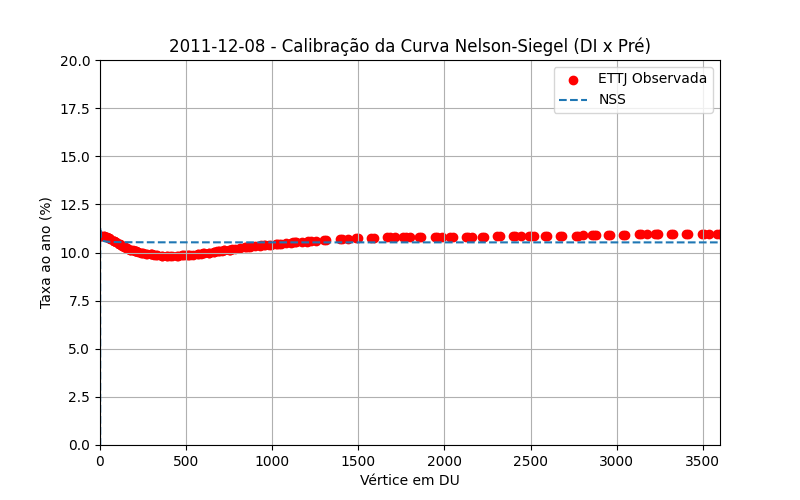 2011-12-08 - Calibração da Curva Nelson-Siegel (DI x Pré)
20.0
17.5
15.0
12.5
10.0
7.5
5.0
2.5
0.0
Taxa ao ano (%)
ETTJ Observada
NSS
0 500 1000 1500 2000 2500 3000 3500
Vértice em DU